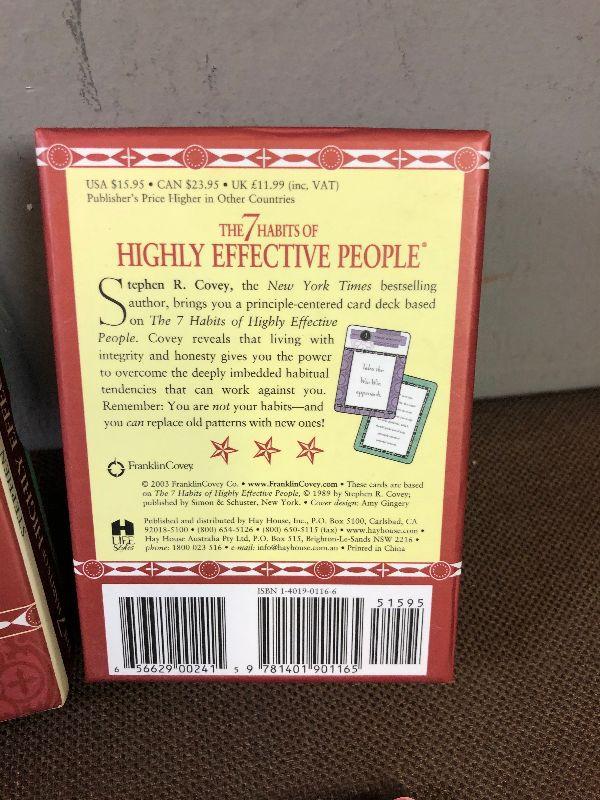 USA $15.95 • CAN $23.95 • UK £11.99 (inc. VAT)
Publisher's Price Higher in Other Countries
THE 7 HABITS OF
HIGHLY EFFECTIVE PEOPLE®
Stephen R. Covey, the New York Times bestselling
author, brings you a principle-centered card deck based
on The 7 Habits of Highly Effective
People. Covey reveals that living with
integrity and honesty gives you the power
to overcome the deeply imbedded habitual
tendencies that can work against you.
Remember: You are not your habits—and
you can replace old patterns with new ones!
Take the
Win-Win
approach.
FranklinCovey
© 2003 FranklinCovey Co. • www.FranklinCovey.com • These cards are based
on The 7 Habits of Highly Effective People, © 1989 by Stephen R. Covey;
published by Simon & Schuster, New York. • Cover design: Amy Gingery
H
LIFE
Styles
Published and distributed by Hay House, Inc., P.O. Box 5100, Carlsbad, CA
92018-5100 • (800) 654-5126 • (800) 650-5115 (fax) • www.hayhouse.com •
Hay House Australia Pty Ltd, P.O. Box 515, Brighton-Le-Sands NSW 2216 •
phone: 1800 023 516 • e-mail: info@hayhouse.com.au • Printed in China
ISBN 1-4019-0116-6
51595
6 56629 00241 5
9 781401 901165